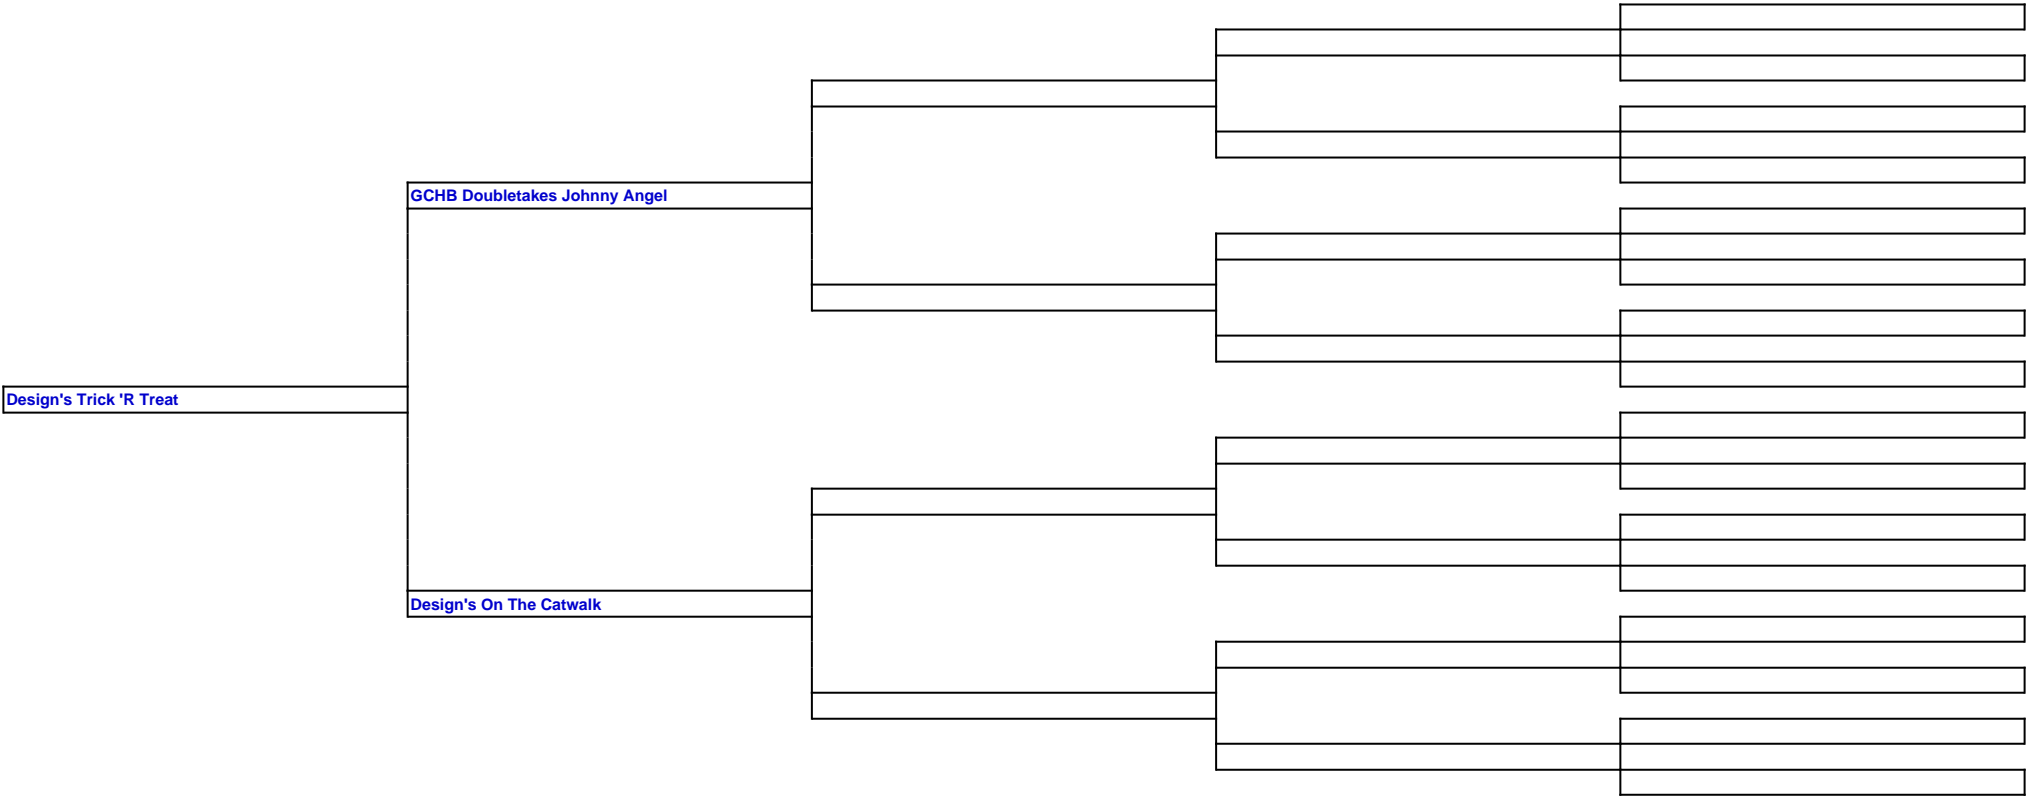 GCHB Doubletakes Johnny Angel
Design's Trick 'R Treat
Design's On The Catwalk